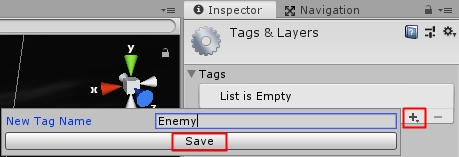 Inspector
Navigation
Tags & Layers
Tags
List is Empty
y
x
z
New Tag Name
Enemy
Save